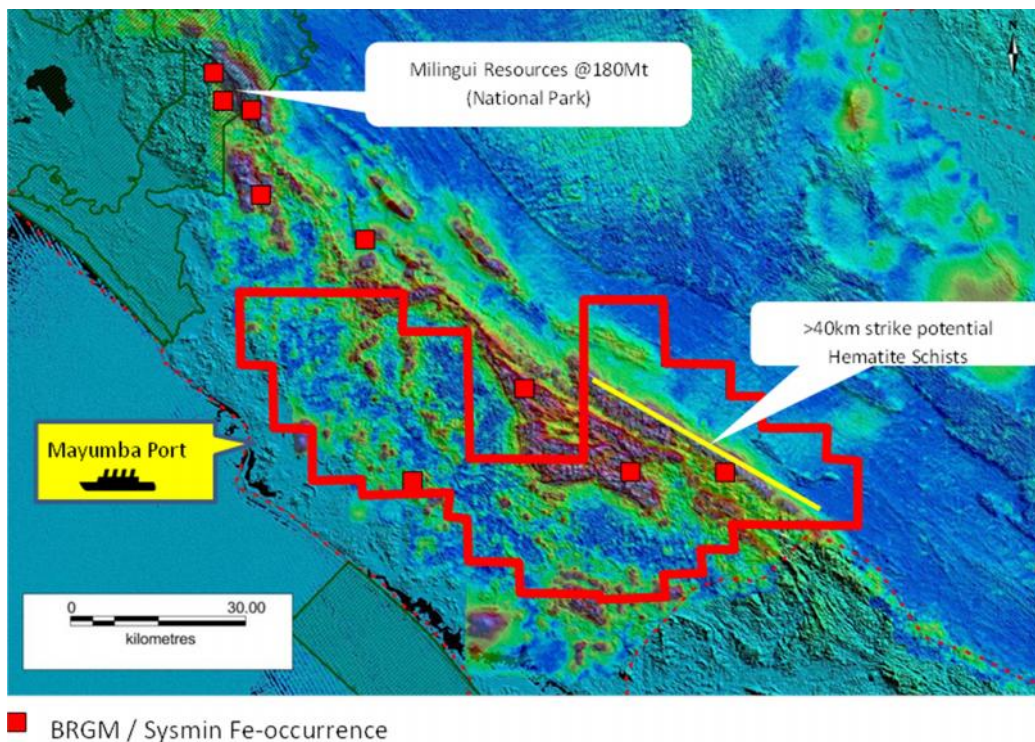 N
Milingui Resources @180Mt
(National Park)
>40km strike potential
Hematite Schists
Mayumba Port
0 30.00
kilometres
BRGM / Sysmin Fe-occurrence